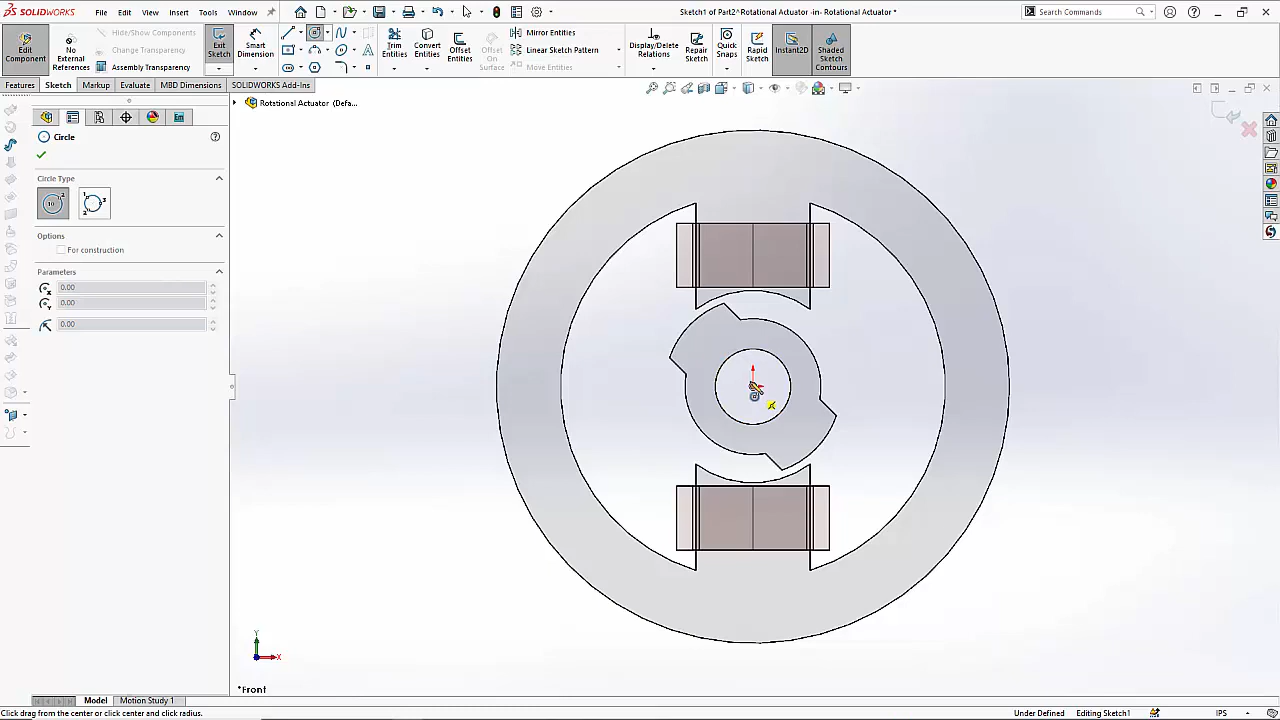 SOLIDWORKS File Edit View Insert Tools Window Sketch1 of Part2^Rotational Actuator -in- Rotational Actuator * Search Commands
Edit Component
No External References
Hide/Show Components
Change Transparency
Assembly Transparency
Exit Sketch
Smart Dimension
Trim Entities
Convert Entities
Offset Entities
Offset On Surface
Mirror Entities
Linear Sketch Pattern
Move Entities
Display/Delete Relations
Repair Sketch
Quick Snaps
Rapid Sketch
Instant2D
Shaded Sketch Contours
Features Sketch Markup Evaluate MBD Dimensions SOLIDWORKS Add-Ins
Rotational Actuator (Defa...
Circle
Circle Type
Options
For construction
Parameters
0.00
0.00
0.00
Y
X
*Front
Model Motion Study 1
Click drag from the center or click center and click radius. Under Defined Editing Sketch1 IPS